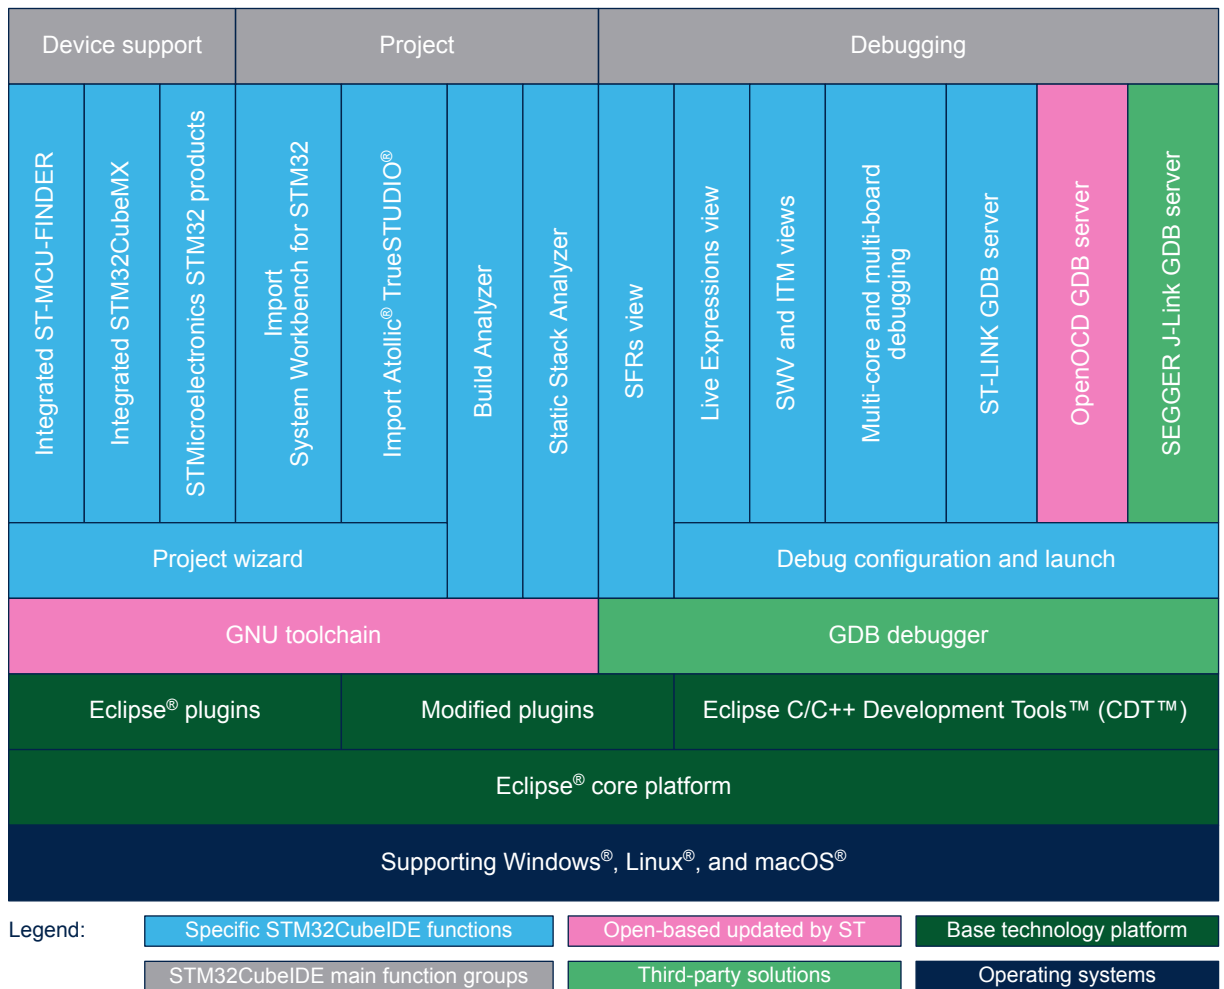 Device support
Project
Debugging
Integrated ST-MCU-FINDER
Integrated STM32CubeMX
STMicroelectronics STM32 products
Import
System Workbench for STM32
Import Atollic® TrueSTUDIO®
Build Analyzer
Static Stack Analyzer
SFRs view
Live Expressions view
SWV and ITM views
Multi-core and multi-board
debugging
ST-LINK GDB server
OpenOCD GDB server
SEGGER J-Link GDB server
Project wizard
Debug configuration and launch
GNU toolchain
GDB debugger
Eclipse® plugins
Modified plugins
Eclipse C/C++ Development Tools™ (CDT™)
Eclipse® core platform
Supporting Windows®, Linux®, and macOS®
Legend:
Specific STM32CubeIDE functions
Open-based updated by ST
Base technology platform
STM32CubeIDE main function groups
Third-party solutions
Operating systems